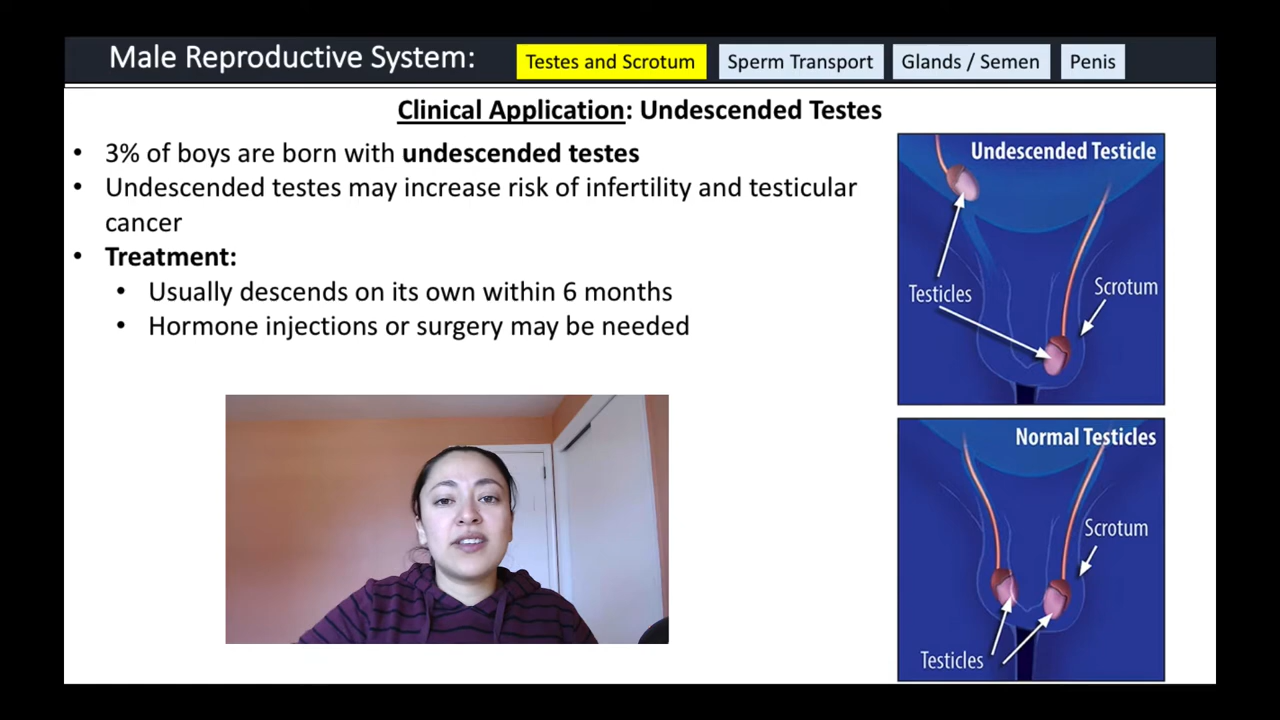 Male Reproductive System:
Testes and Scrotum
Sperm Transport
Glands / Semen
Penis
Clinical Application: Undescended Testes
• 3% of boys are born with undescended testes
• Undescended testes may increase risk of infertility and testicular
cancer
• Treatment:
• Usually descends on its own within 6 months
• Hormone injections or surgery may be needed
Undescended Testicle
Testicles
Scrotum
Normal Testicles
Scrotum
Testicles